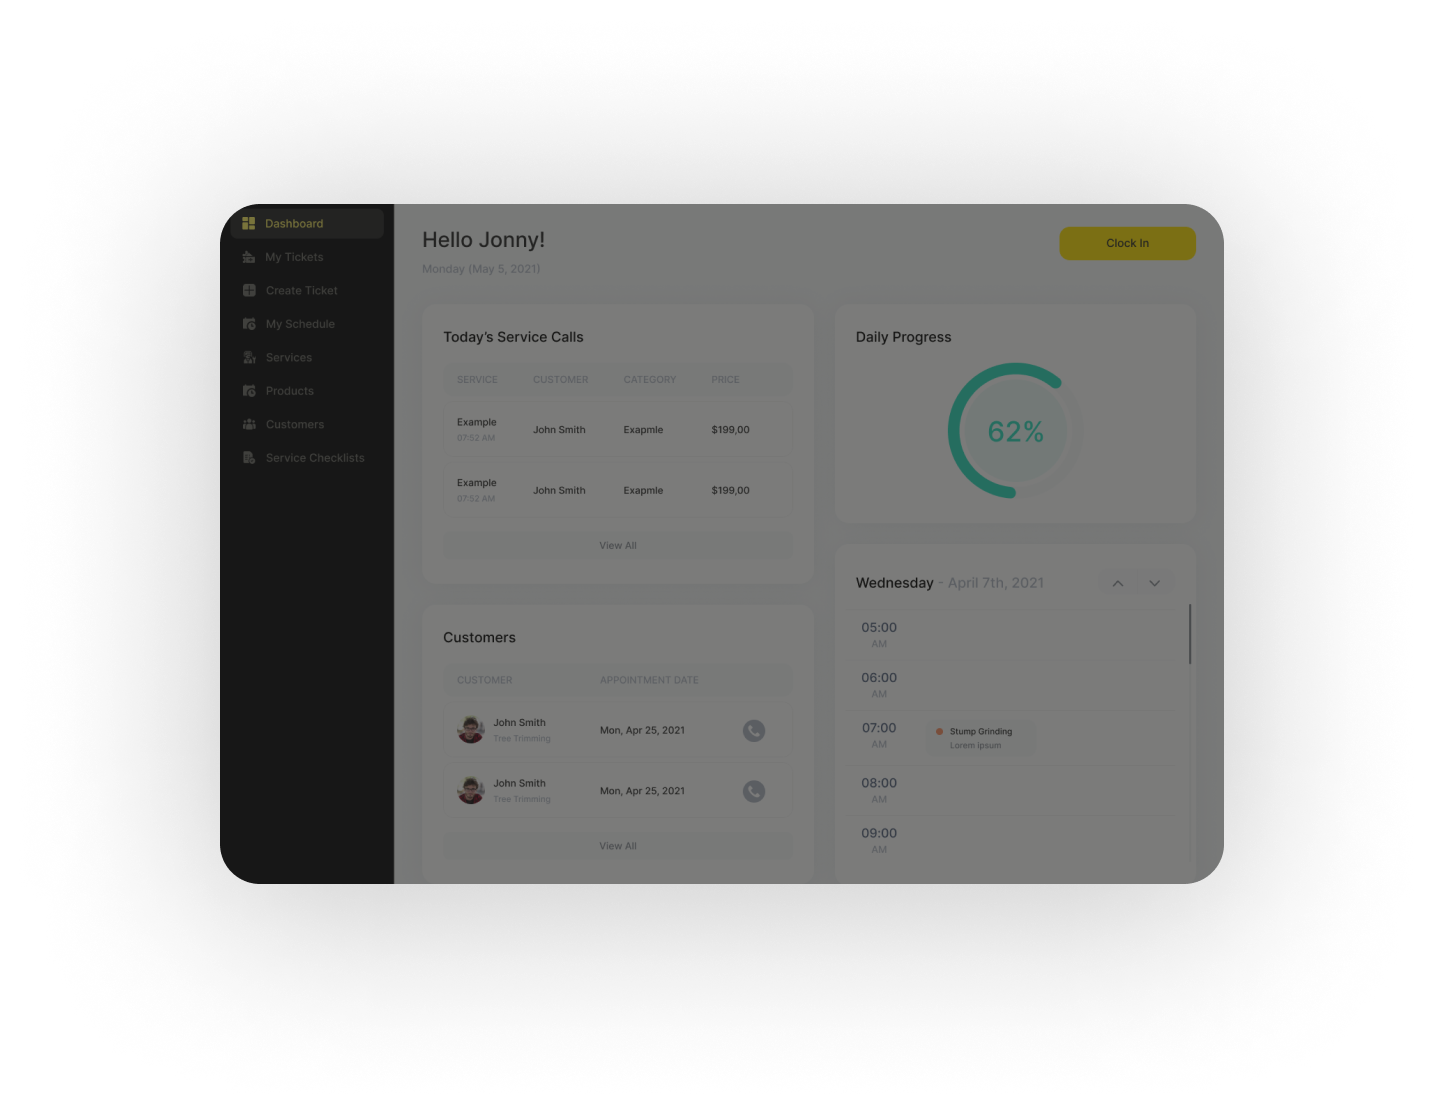 Dashboard
My Tickets
Create Ticket
My Schedule
Services
Products
Customers
Service Checklists
Hello Jonny!
Monday (May 5, 2021)
Clock In
Today's Service Calls
SERVICE CUSTOMER CATEGORY PRICE
Example John Smith Exapmle $199,00
07:52 AM
Example John Smith Exapmle $199,00
07:52 AM
View All
Customers
CUSTOMER APPOINTMENT DATE
John Smith Mon, Apr 25, 2021
Tree Trimming
John Smith Mon, Apr 25, 2021
Tree Trimming
View All
Daily Progress
62%
Wednesday - April 7th, 2021
05:00
AM
06:00
AM
07:00 Stump Grinding
AM Lorem ipsum
08:00
AM
09:00
AM